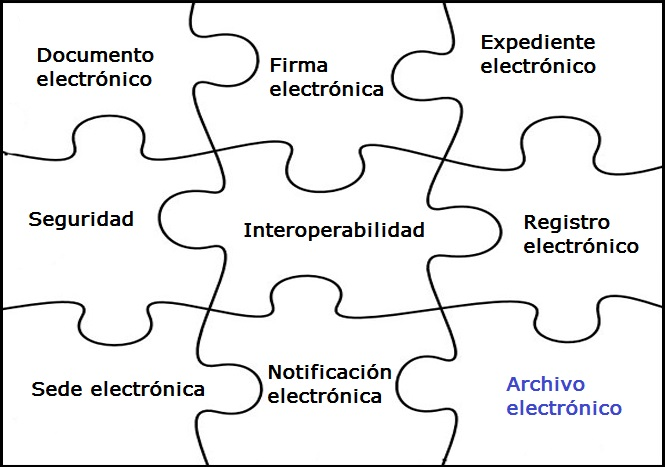 Documento
electrónico
Firma
electrónica
Expediente
electrónico
Seguridad
Interoperabilidad
Registro
electrónico
Sede electrónica
Notificación
electrónica
Archivo
electrónico